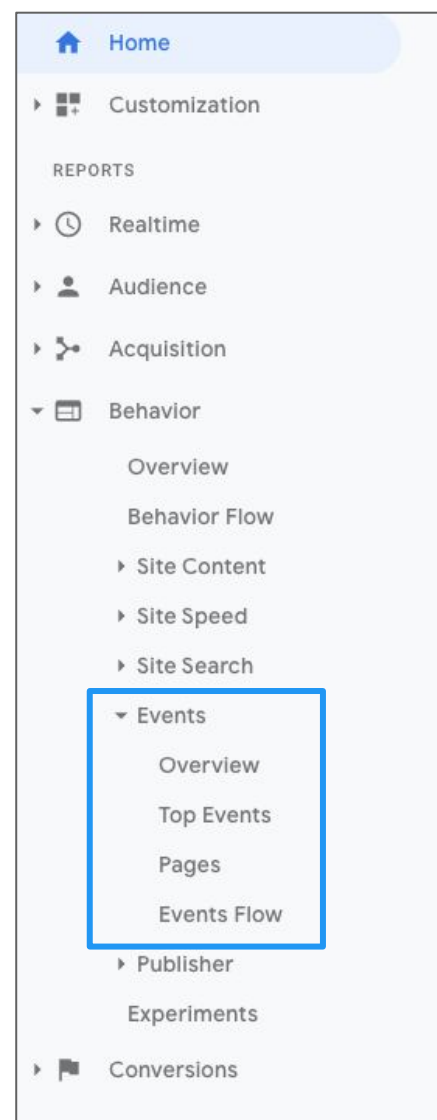 Home
Customization
REPORTS
Realtime
Audience
Acquisition
Behavior
Overview
Behavior Flow
Site Content
Site Speed
Site Search
Events
Overview
Top Events
Pages
Events Flow
Publisher
Experiments
Conversions